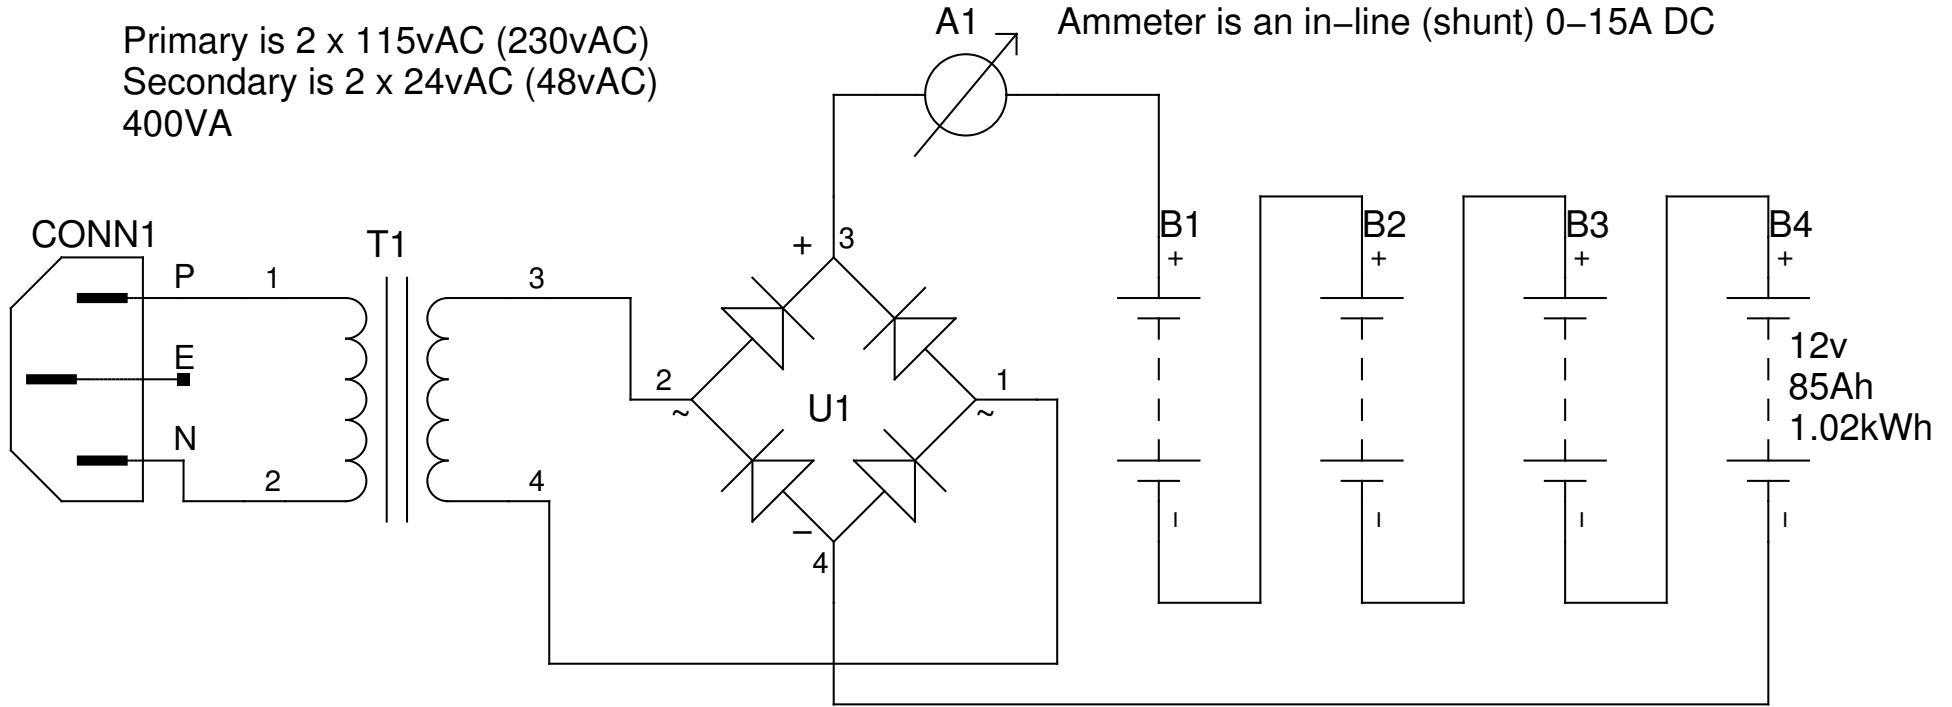 A1
Ammeter is an in−line (shunt) 0−15A DC
Primary is 2 x 115vAC (230vAC)
Secondary is 2 x 24vAC (48vAC)
400VA
CONN1
P
E
N
1
2
T1
3
4
+
3
2
~
U1
1
~
−
4
B1
+
−
B2
+
−
B3
+
−
B4
+
−
12v
85Ah
1.02kWh